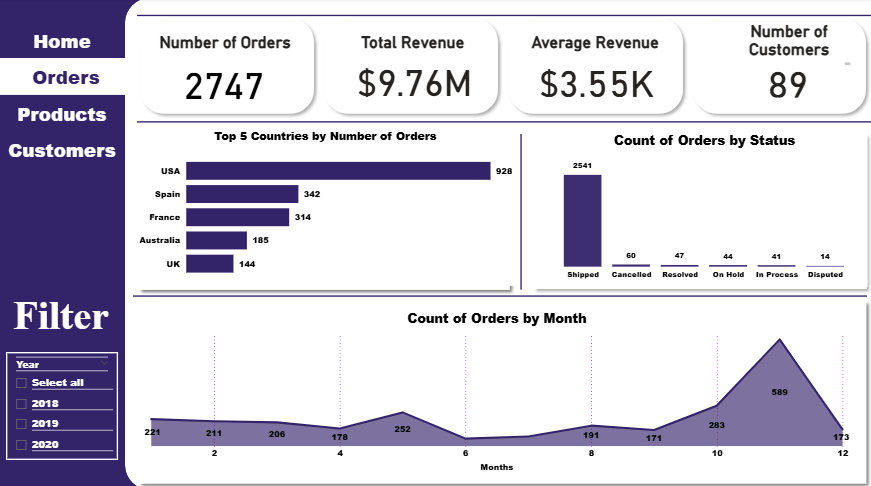 Home
Orders
Products
Customers
Filter
Year
Select all
2018
2019
2020
Number of Orders
2747
Total Revenue
$9.76M
Average Revenue
$3.55K
Number of
Customers
89
Top 5 Countries by Number of Orders
USA 928
Spain 342
France 314
Australia 185
UK 144
Count of Orders by Status
2541 60 47 44 41 14
Shipped Cancelled Resolved On Hold In Process Disputed
Count of Orders by Month
221 211 206 178 252 191 171 283 589 173
2 4 6 8 10 12
Months